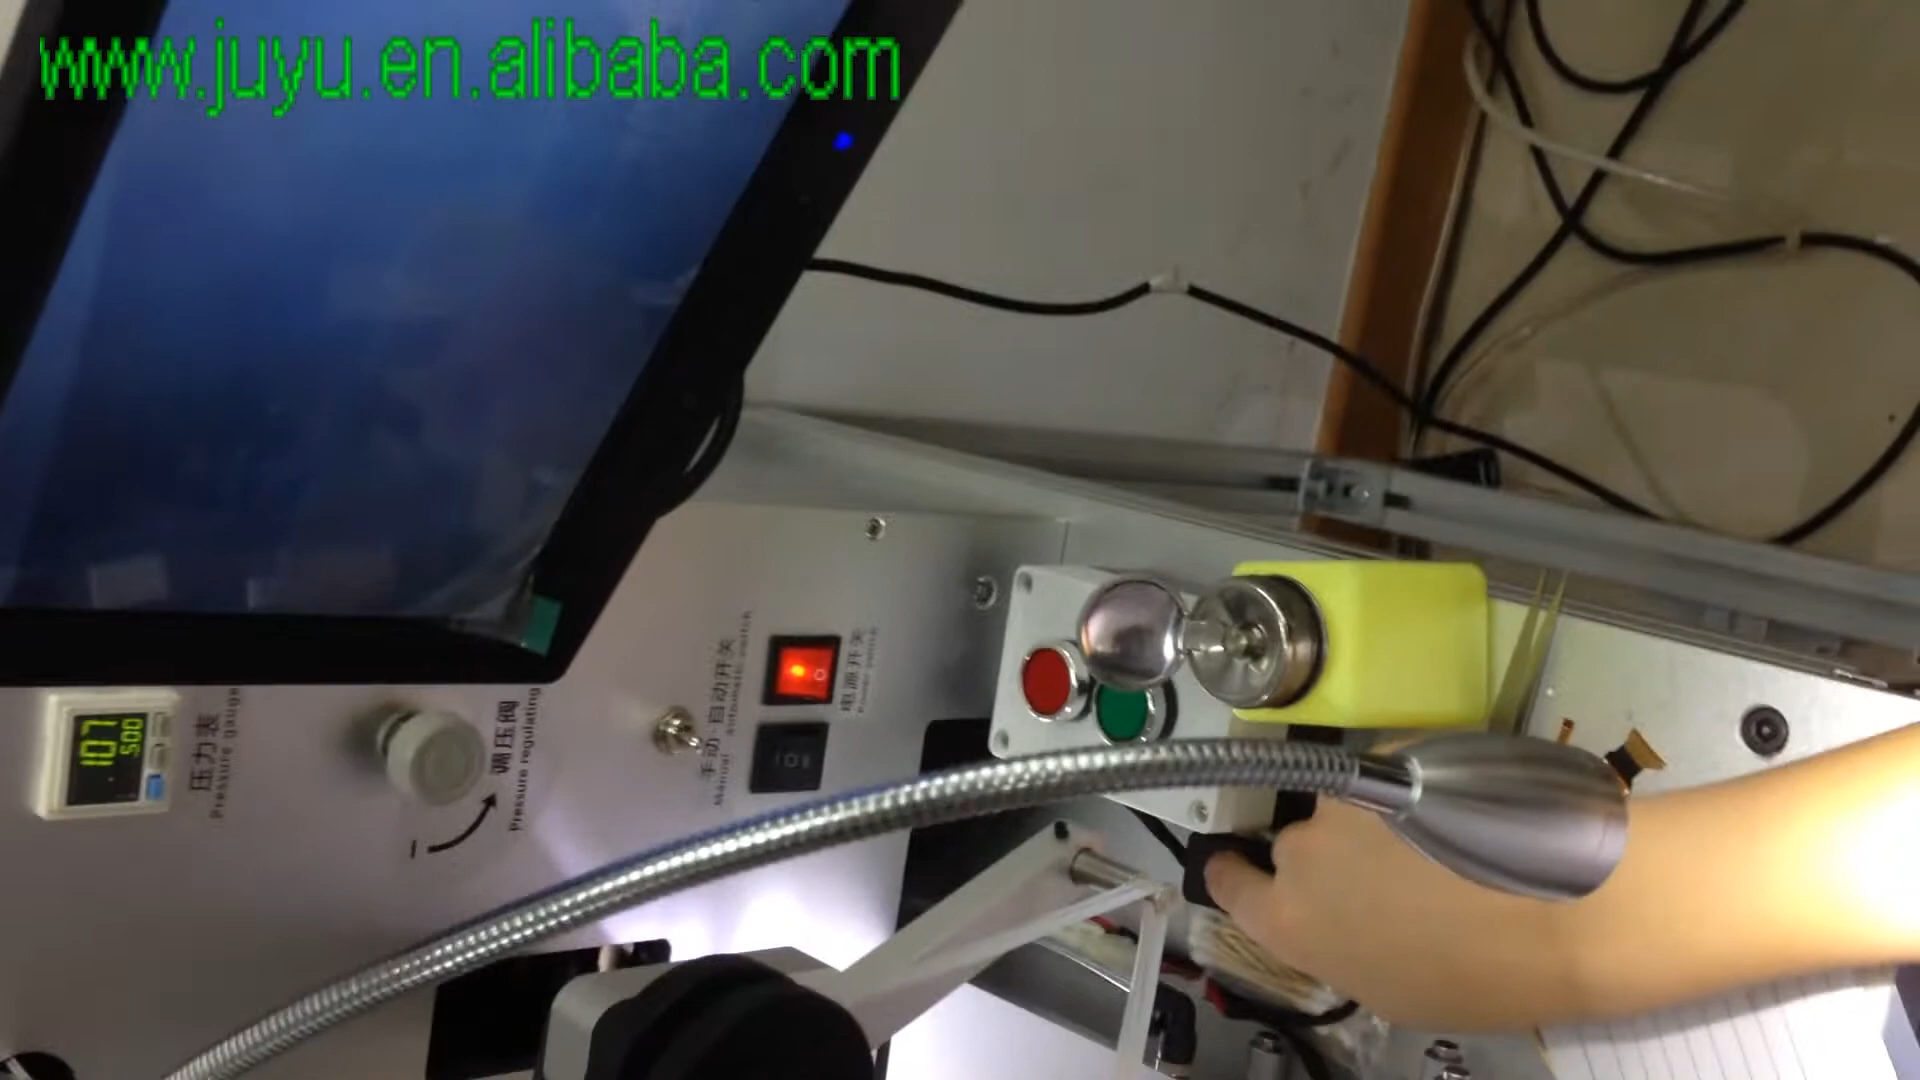 www.juyu.en.alibaba.com
107
.500
压力表
Pressure gauge
调压阀
Pressure regulating
手动·自动开关
Manual automatic switch
电源开关
Power switch